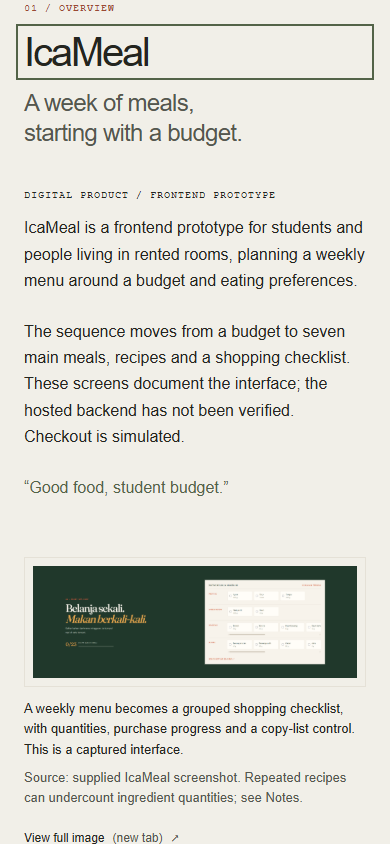 01 / OVERVIEW
IcaMeal
A week of meals,
starting with a budget.
DIGITAL PRODUCT / FRONTEND PROTOTYPE
IcaMeal is a frontend prototype for students and
people living in rented rooms, planning a weekly
menu around a budget and eating preferences.
The sequence moves from a budget to seven
main meals, recipes and a shopping checklist.
These screens document the interface; the
hosted backend has not been verified.
Checkout is simulated.
“Good food, student budget.”
Belanja sekali.
Makan berkali-kali.
A weekly menu becomes a grouped shopping checklist,
with quantities, purchase progress and a copy-list control.
This is a captured interface.
Source: supplied IcaMeal screenshot. Repeated recipes
can undercount ingredient quantities; see Notes.
View full image (new tab) ↗